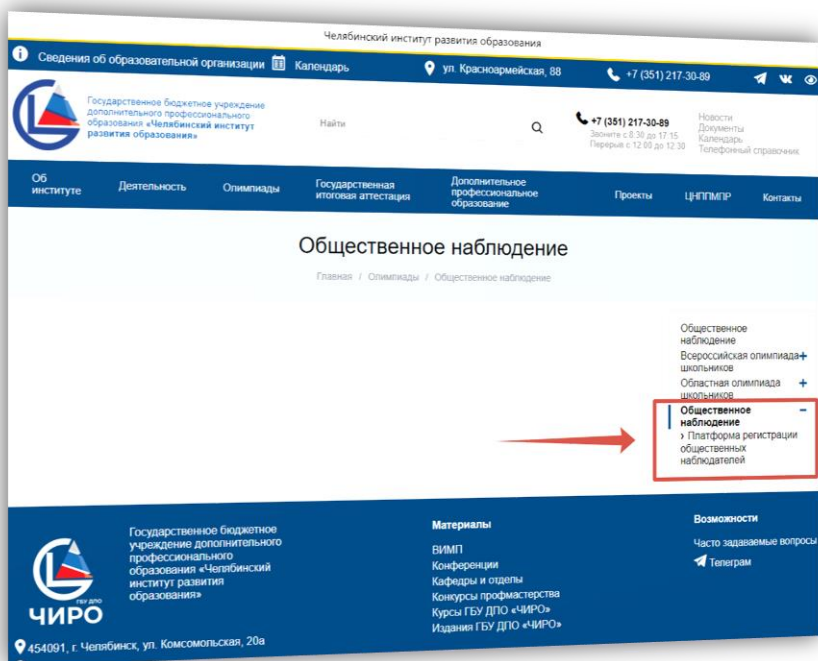 Челябинский институт развития образования
Сведения об образовательной организации
Календарь
ул. Красноармейская, 88
+7 (351) 217-30-89
Государственное бюджетное учреждение
дополнительного профессионального
образования «Челябинский институт
развития образования»
Найти
+7 (351) 217-30-89
Звоните с 8:30 до 17:15
Перерыв с 12:00 до 12:30
Новости
Документы
Календарь
Телефонный справочник
Об
институте
Деятельность
Олимпиады
Государственная
итоговая аттестация
Дополнительное
профессиональное
образование
Проекты
ЦНППМПР
Контакты
Общественное наблюдение
Главная / Олимпиады / Общественное наблюдение
Общественное
наблюдение
Всероссийская олимпиада+
школьников
Областная олимпиада +
школьников
Общественное –
наблюдение
› Платформа регистрации
общественных
наблюдателей
ГБУ ДПО
ЧИРО
Государственное бюджетное
учреждение дополнительного
профессионального
образования «Челябинский
институт развития
образования»
454091, г. Челябинск, ул. Комсомольская, 20а
Материалы
ВИМП
Конференции
Кафедры и отделы
Конкурсы профмастерства
Курсы ГБУ ДПО «ЧИРО»
Издания ГБУ ДПО «ЧИРО»
Возможности
Часто задаваемые вопросы
Телеграм